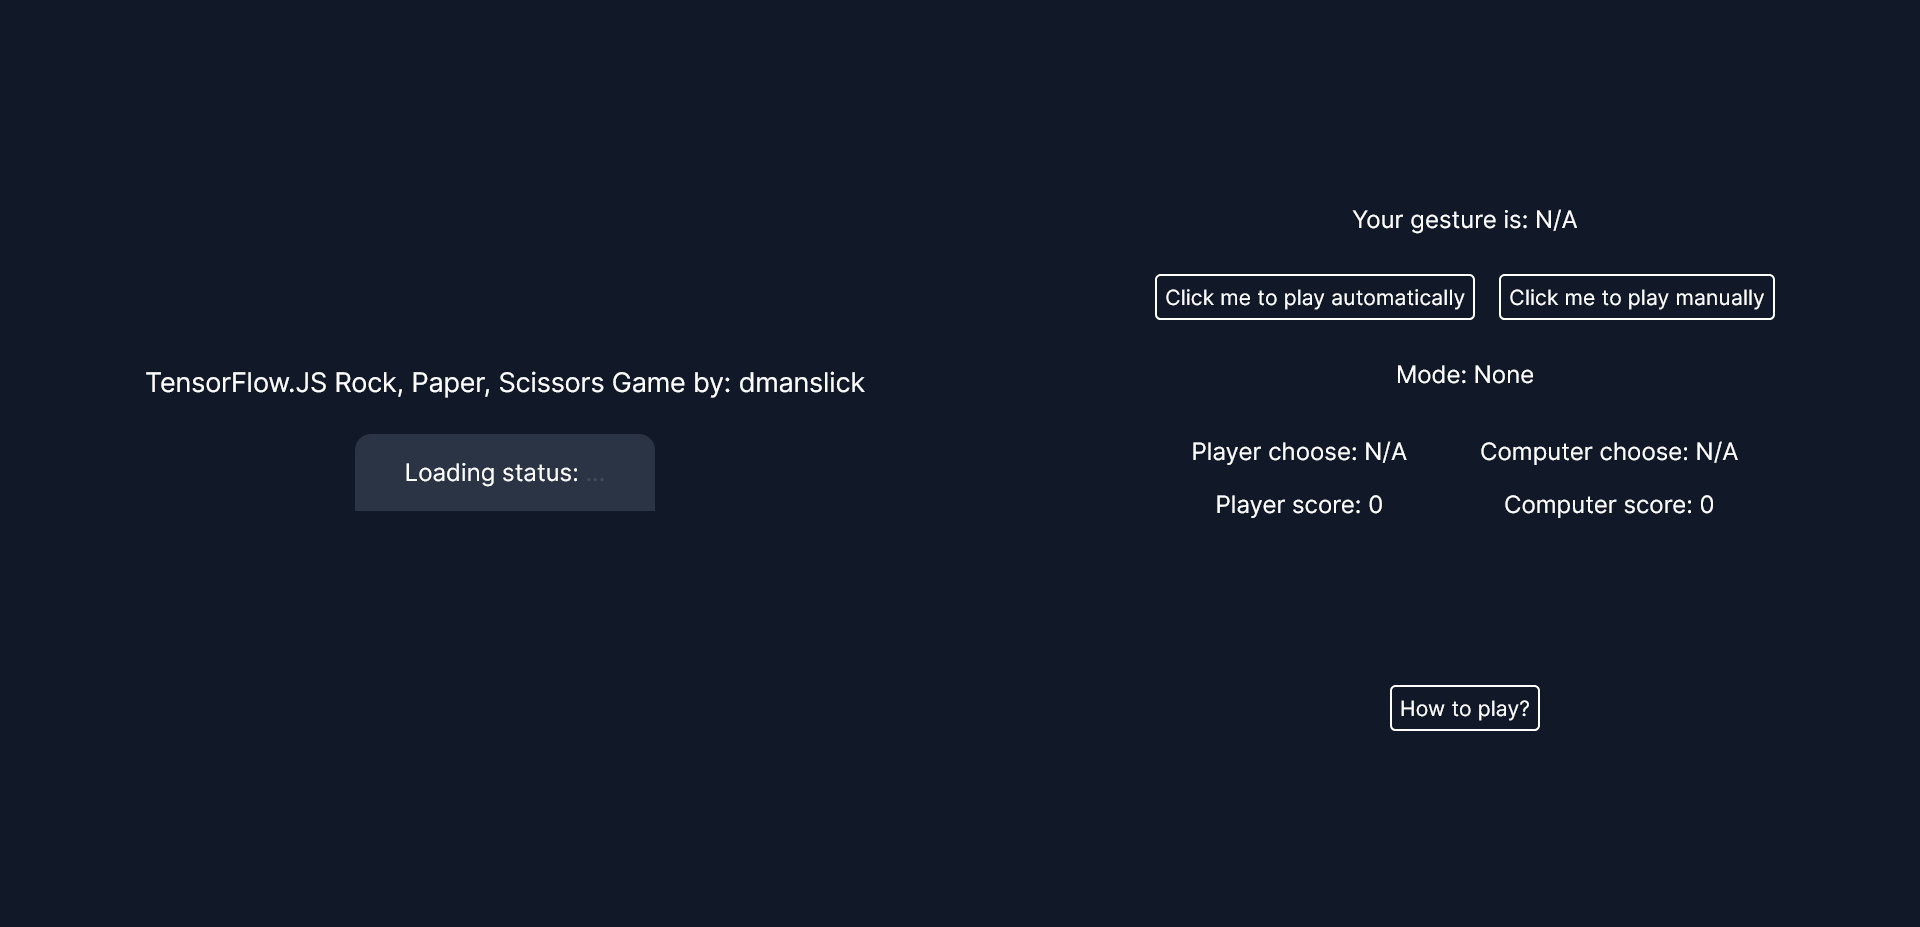 TensorFlow.JS Rock, Paper, Scissors Game by: dmanslick
Loading status: ...
Your gesture is: N/A
Click me to play automatically
Click me to play manually
Mode: None
Player choose: N/A
Computer choose: N/A
Player score: 0
Computer score: 0
How to play?